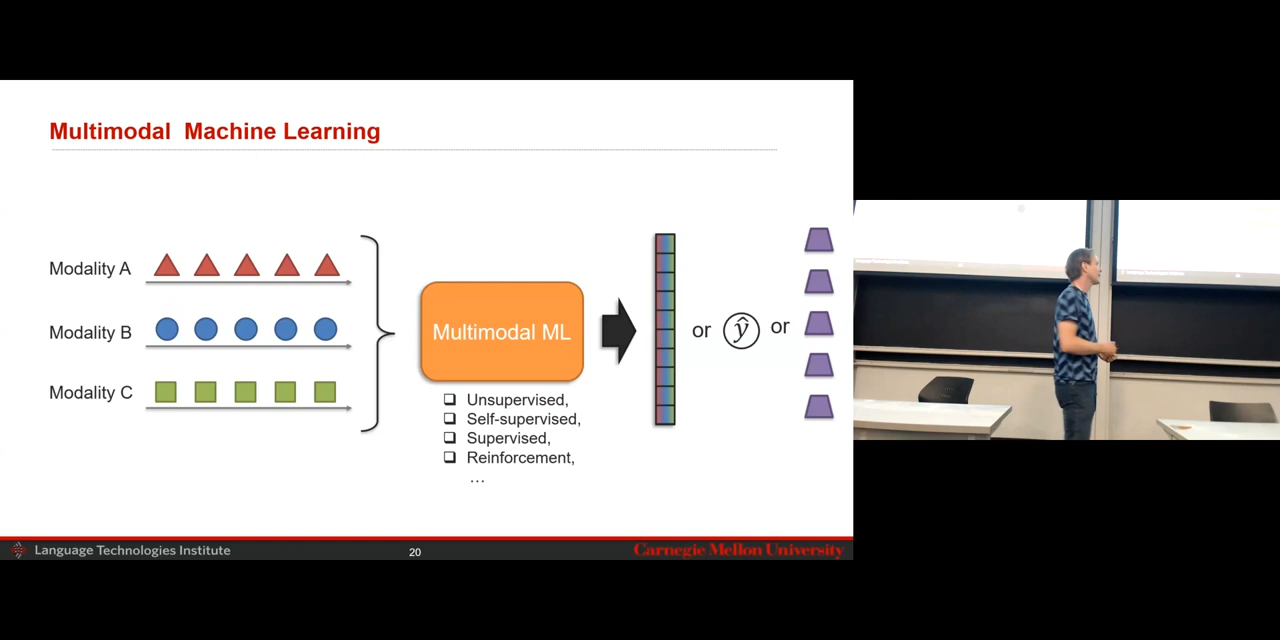 Multimodal Machine Learning
Modality A
Modality B
Modality C
Multimodal ML
or ŷ or
❑ Unsupervised,
❑ Self-supervised,
❑ Supervised,
❑ Reinforcement,
…
Language Technologies Institute
20
Carnegie Mellon University